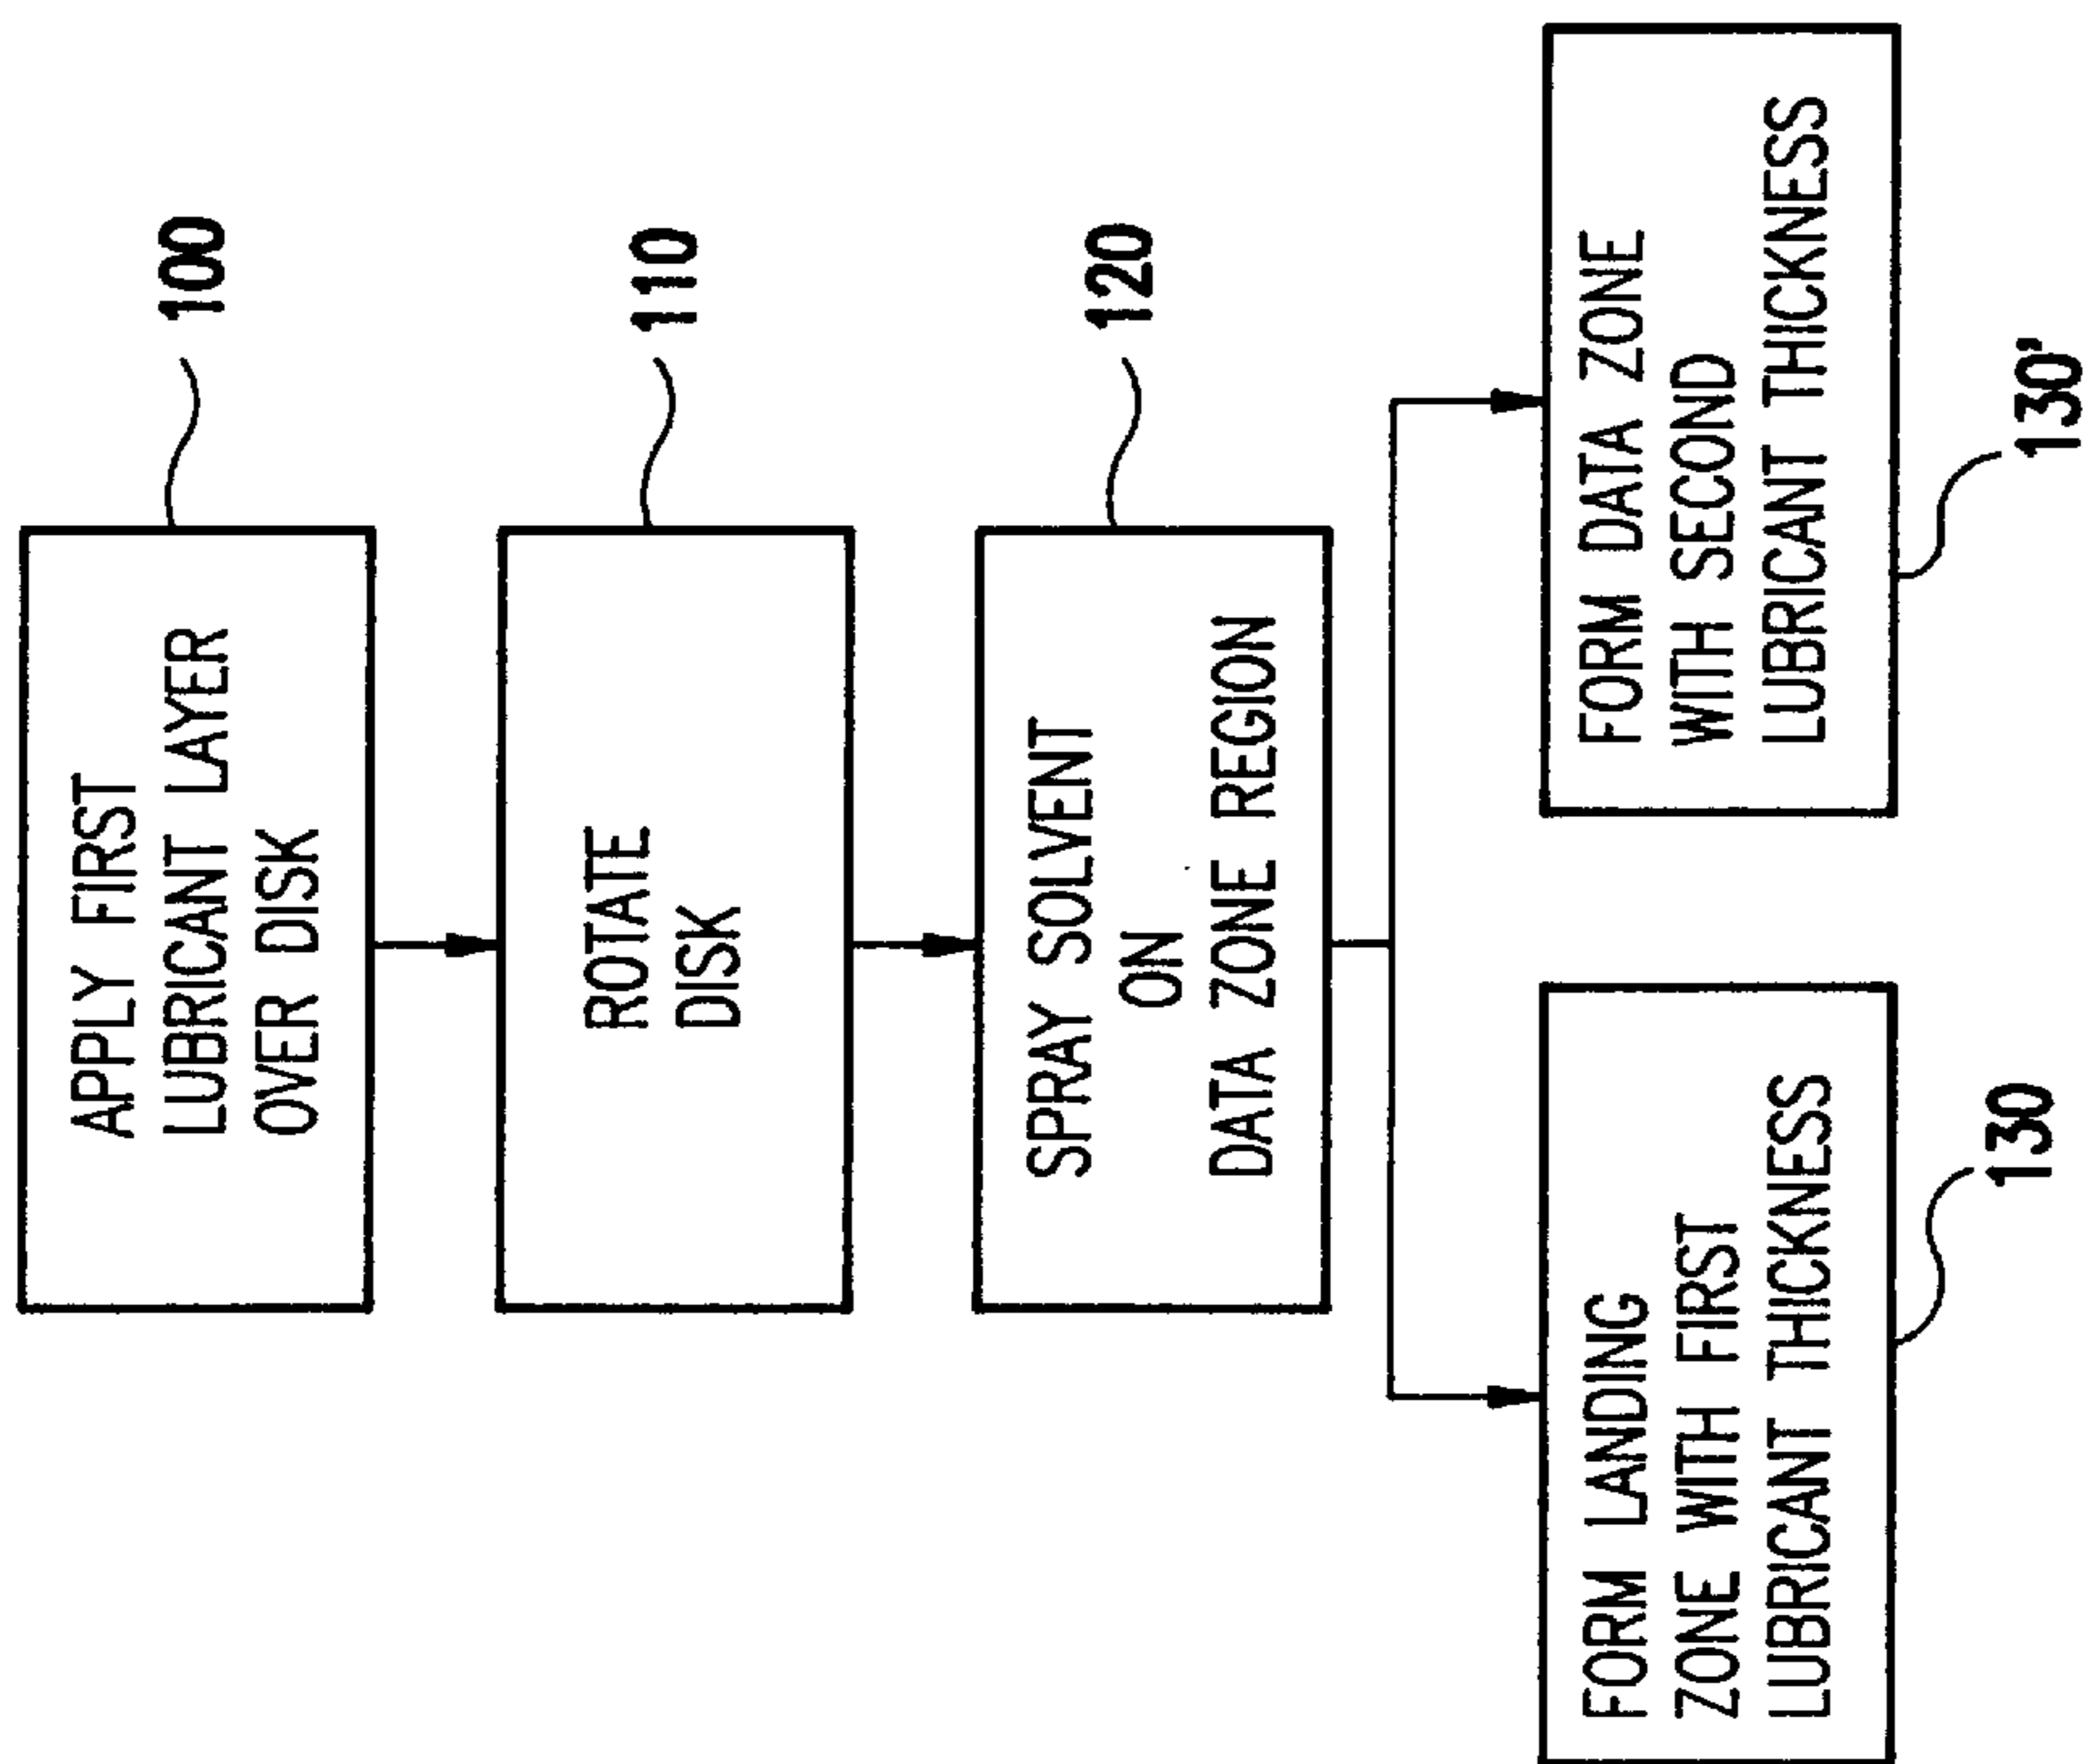 APPLY FIRST
LUBRICANT LAYER
OVER DISK
100
ROTATE
DISK
110
SPRAY SOLVENT
ON
DATA ZONE REGION
120
FORM LANDING
ZONE WITH FIRST
LUBRICANT THICKNESS
130
FORM DATA ZONE
WITH SECOND
LUBRICANT THICKNESS
130'